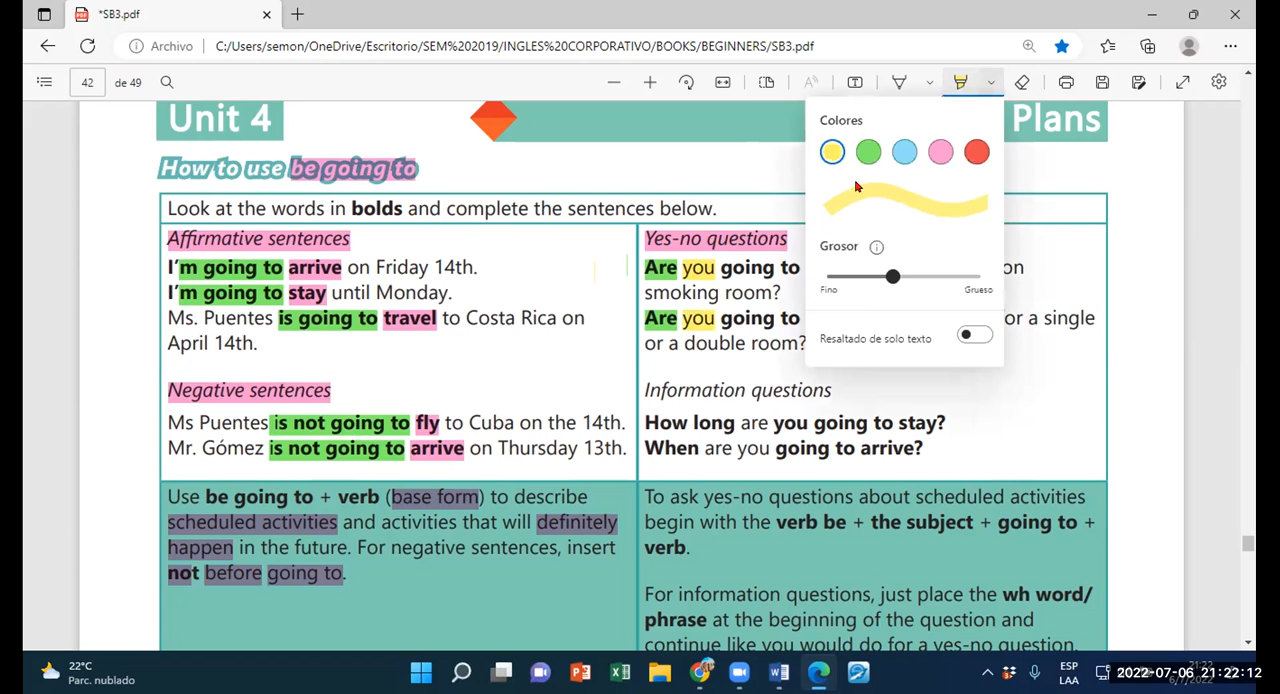 *SB3.pdf
Archivo C:/Users/semon/OneDrive/Escritorio/SEM%202019/INGLES%20CORPORATIVO/BOOKS/BEGINNERS/SB3.pdf
42 de 49
Unit 4 Plans
Colores
How to use be going to
Look at the words in bolds and complete the sentences below.
Affirmative sentences
I'm going to arrive on Friday 14th.
I'm going to stay until Monday.
Ms. Puentes is going to travel to Costa Rica on
April 14th.
Negative sentences
Ms Puentes is not going to fly to Cuba on the 14th.
Mr. Gómez is not going to arrive on Thursday 13th.
Yes-no questions
Are you going to on
smoking room?
Are you going to or a single
or a double room?
Grosor
Fino Grueso
Resaltado de solo texto
Information questions
How long are you going to stay?
When are you going to arrive?
Use be going to + verb (base form) to describe
scheduled activities and activities that will definitely
happen in the future. For negative sentences, insert
not before going to.
To ask yes-no questions about scheduled activities
begin with the verb be + the subject + going to +
verb.
For information questions, just place the wh word/
phrase at the beginning of the question and
continue like you would do for a yes-no question.
22°C
Parc. nublado
ESP
LAA
2022-07-06 21:22:12